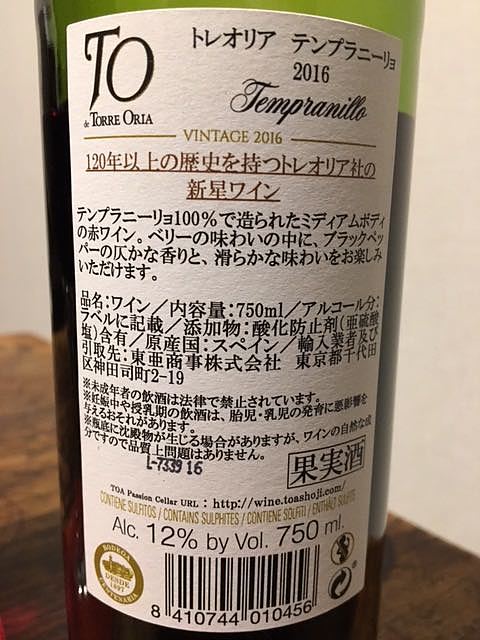 TO
de TORRE ORIA
トレオリア テンプラニーリョ
2016
Tempranillo
VINTAGE 2016
120年以上の歴史を持つトレオリア社の
新星ワイン
テンプラニーリョ100%で造られたミディアムボディ
の赤ワイン。ベリーの味わいの中に、ブラックペッ
パーの仄かな香りと、滑らかな味わいをお楽しみ
いただけます。
品名:ワイン/内容量:750ml/アルコール分:
ラベルに記載/添加物:酸化防止剤(亜硫酸
塩)含有/原産国:スペイン/輸入業者及び
引取先:東亜商事株式会社 東京都千代田
区神田司町2-19
※未成年者の飲酒は法律で禁止されています。
※妊娠中や授乳期の飲酒は、胎児・乳児の発育に悪影響を
与えるおそれがあります。
※瓶底に沈殿物が生じる場合がありますが、ワインの自然な成
分ですので品質上問題はありません。
L-7339 16
果実酒
TOA Passion Cellar URL : http://wine.toashoji.com/
CONTIENE SULFITOS / CONTAINS SULPHITES / CONTIENE SOLFITI / ENTHÄLT SULFITE
Alc. 12% by Vol. 750 ml.
BODEGA
DESDE
1897
CENTENARIA
8 410744 010456